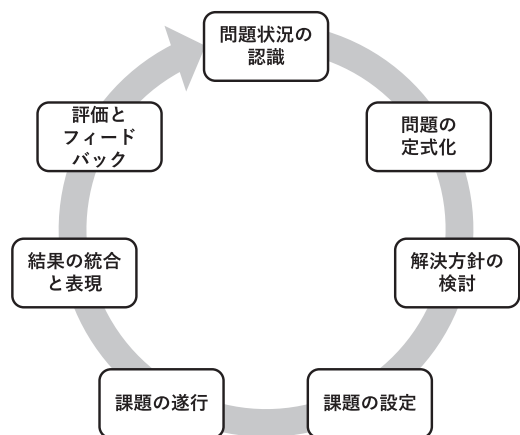 問題状況の
認識
問題の
定式化
解決方針の
検討
課題の設定
課題の遂行
結果の統合
と表現
評価と
フィード
バック